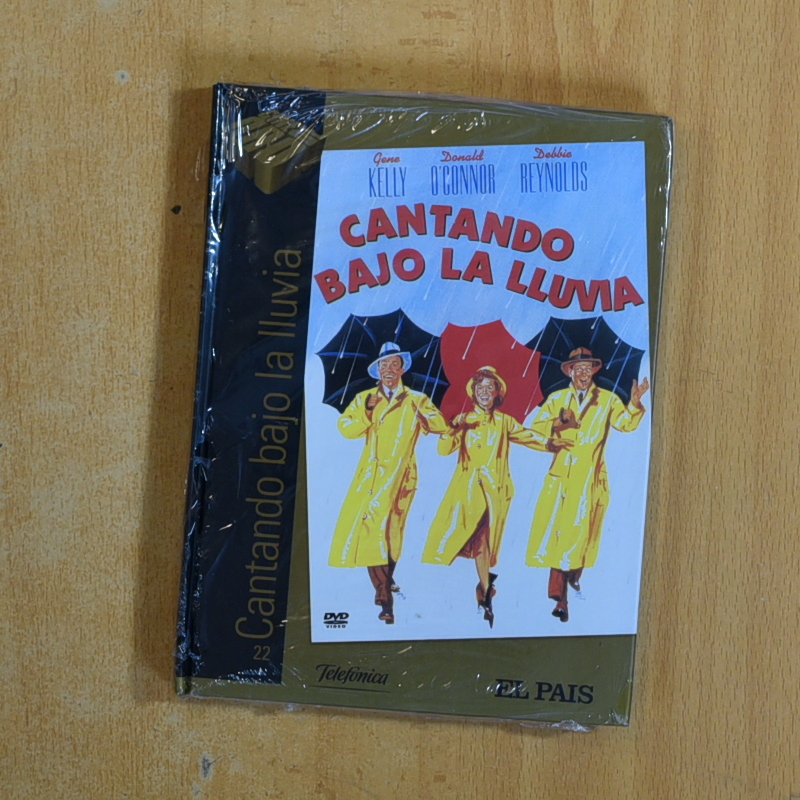 Gene Donald Debbie
KELLY O'CONNOR REYNOLDS
CANTANDO
BAJO LA LLUVIA
Cantando bajo la lluvia
22
DVD
VIDEO
Telefónica
EL PAIS